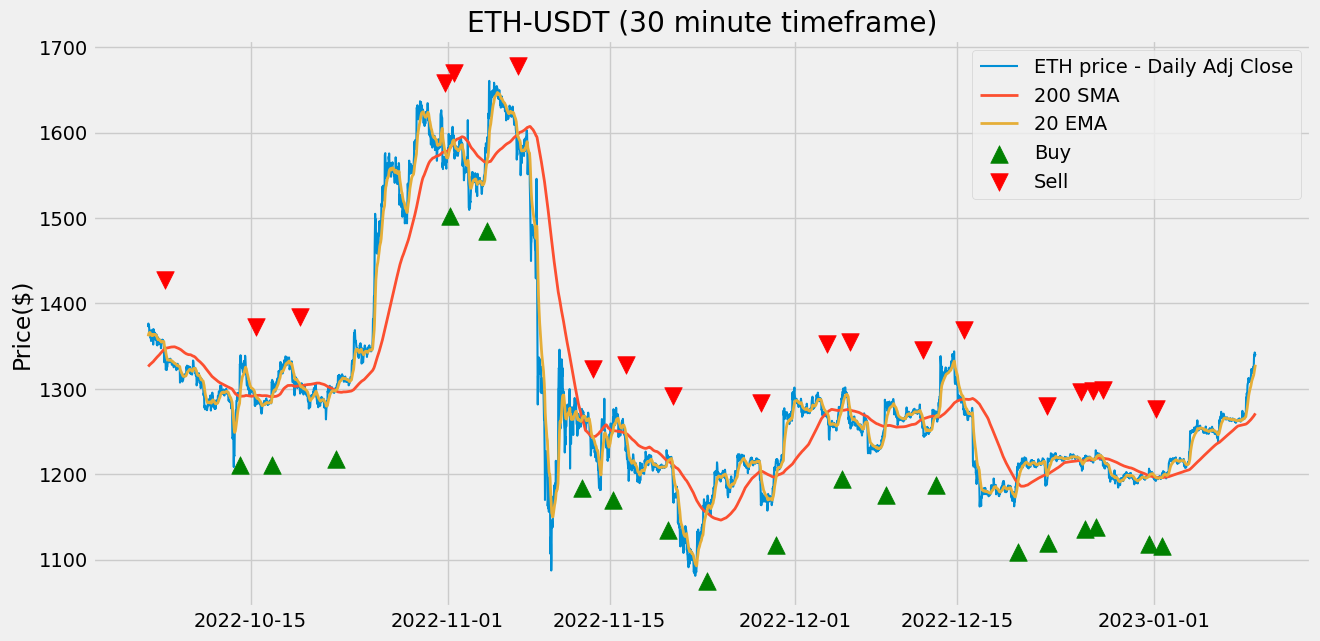 ETH-USDT (30 minute timeframe)
1700
1600
1500
1400
1300
1200
1100
Price($)
ETH price - Daily Adj Close
200 SMA
20 EMA
Buy
Sell
2022-10-15
2022-11-01
2022-11-15
2022-12-01
2022-12-15
2023-01-01